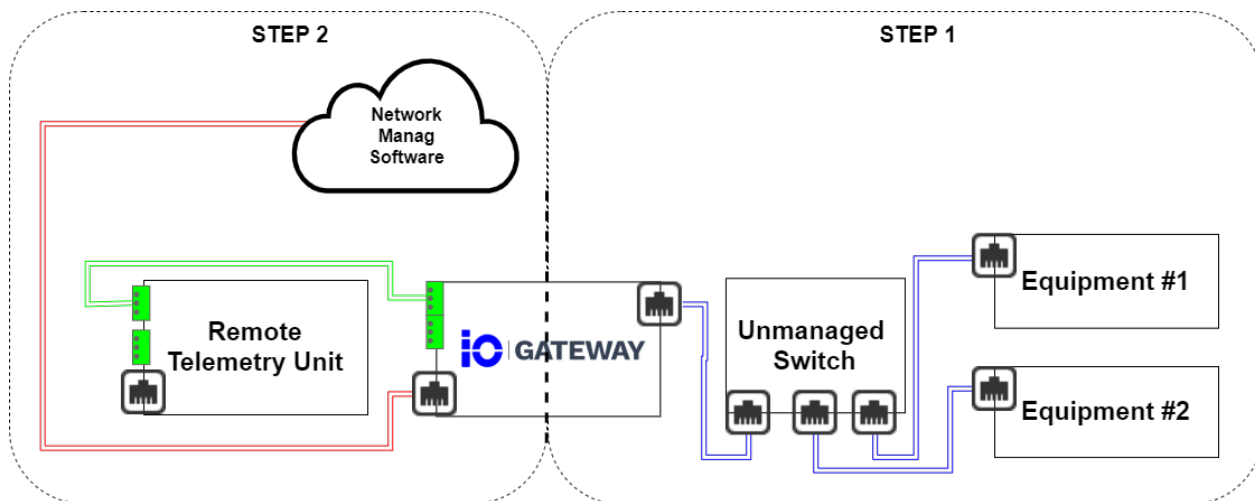 STEP 2
STEP 1
Network
Manag
Software
Remote
Telemetry Unit
iO GATEWAY
Unmanaged
Switch
Equipment #1
Equipment #2